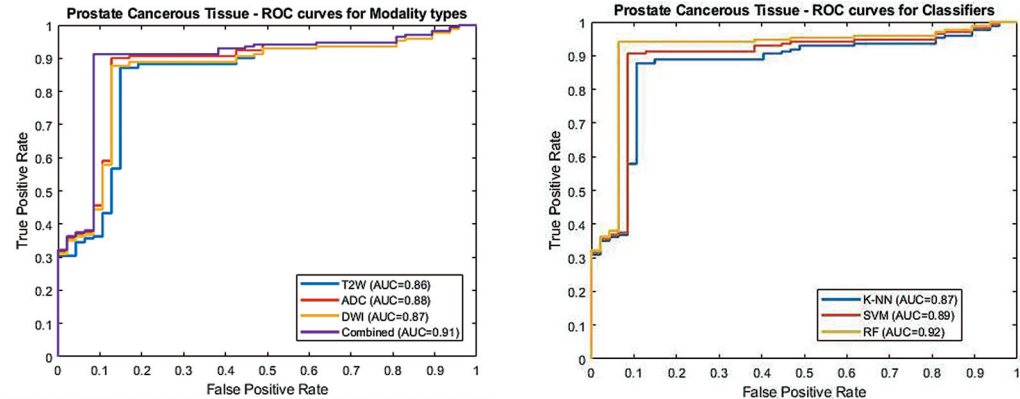 Prostate Cancerous Tissue - ROC curves for Modality types
True Positive Rate
1
0.9
0.8
0.7
0.6
0.5
0.4
0.3
0.2
0.1
0
T2W (AUC=0.86)
ADC (AUC=0.88)
DWI (AUC=0.87)
Combined (AUC=0.91)
0 0.1 0.2 0.3 0.4 0.5 0.6 0.7 0.8 0.9 1
False Positive Rate
Prostate Cancerous Tissue - ROC curves for Classifiers
True Positive Rate
1
0.9
0.8
0.7
0.6
0.5
0.4
0.3
0.2
0.1
0
K-NN (AUC=0.87)
SVM (AUC=0.89)
RF (AUC=0.92)
0 0.1 0.2 0.3 0.4 0.5 0.6 0.7 0.8 0.9 1
False Positive Rate